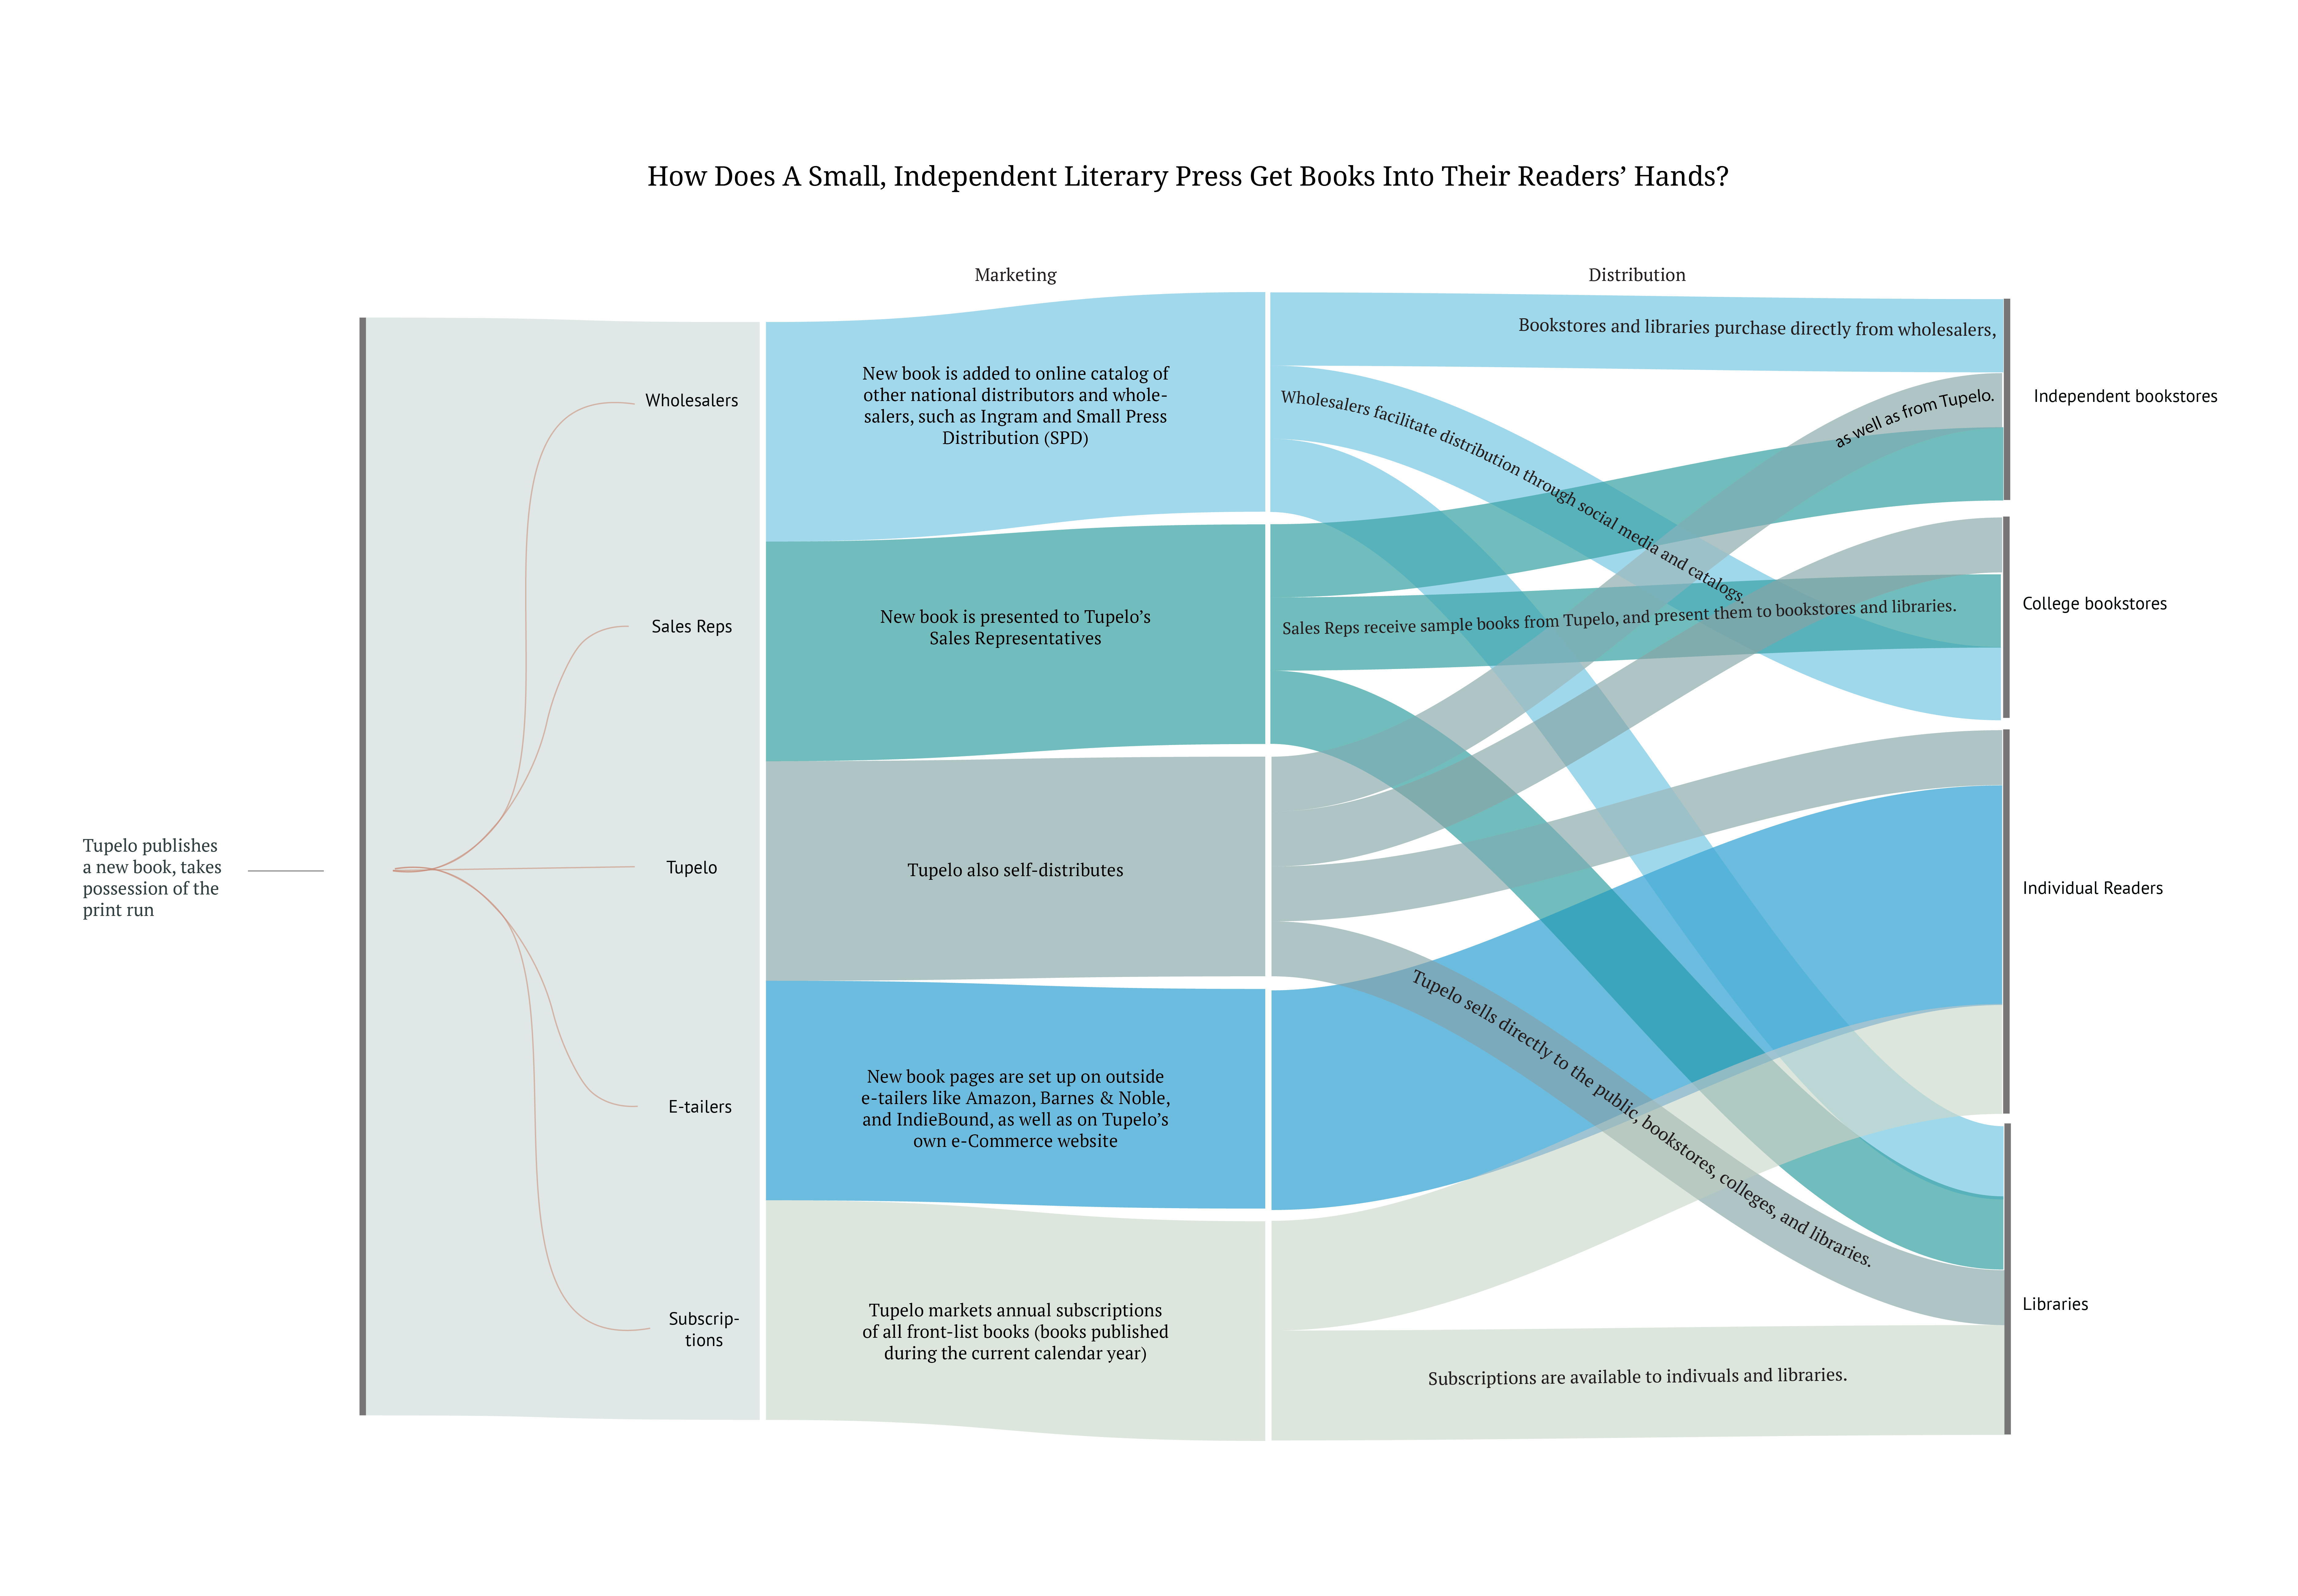 How Does A Small, Independent Literary Press Get Books Into Their Readers’ Hands?
Marketing
Distribution
Tupelo publishes
a new book, takes
possession of the
print run
Wholesalers
Sales Reps
Tupelo
E-tailers
Subscrip-
tions
New book is added to online catalog of
other national distributors and whole-
salers, such as Ingram and Small Press
Distribution (SPD)
New book is presented to Tupelo’s
Sales Representatives
Tupelo also self-distributes
New book pages are set up on outside
e-tailers like Amazon, Barnes & Noble,
and IndieBound, as well as on Tupelo’s
own e-Commerce website
Tupelo markets annual subscriptions
of all front-list books (books published
during the current calendar year)
Bookstores and libraries purchase directly from wholesalers,
as well as from Tupelo.
Wholesalers facilitate distribution through social media and catalogs.
Sales Reps receive sample books from Tupelo, and present them to bookstores and libraries.
Tupelo sells directly to the public, bookstores, colleges, and libraries.
Subscriptions are available to indivuals and libraries.
Independent bookstores
College bookstores
Individual Readers
Libraries